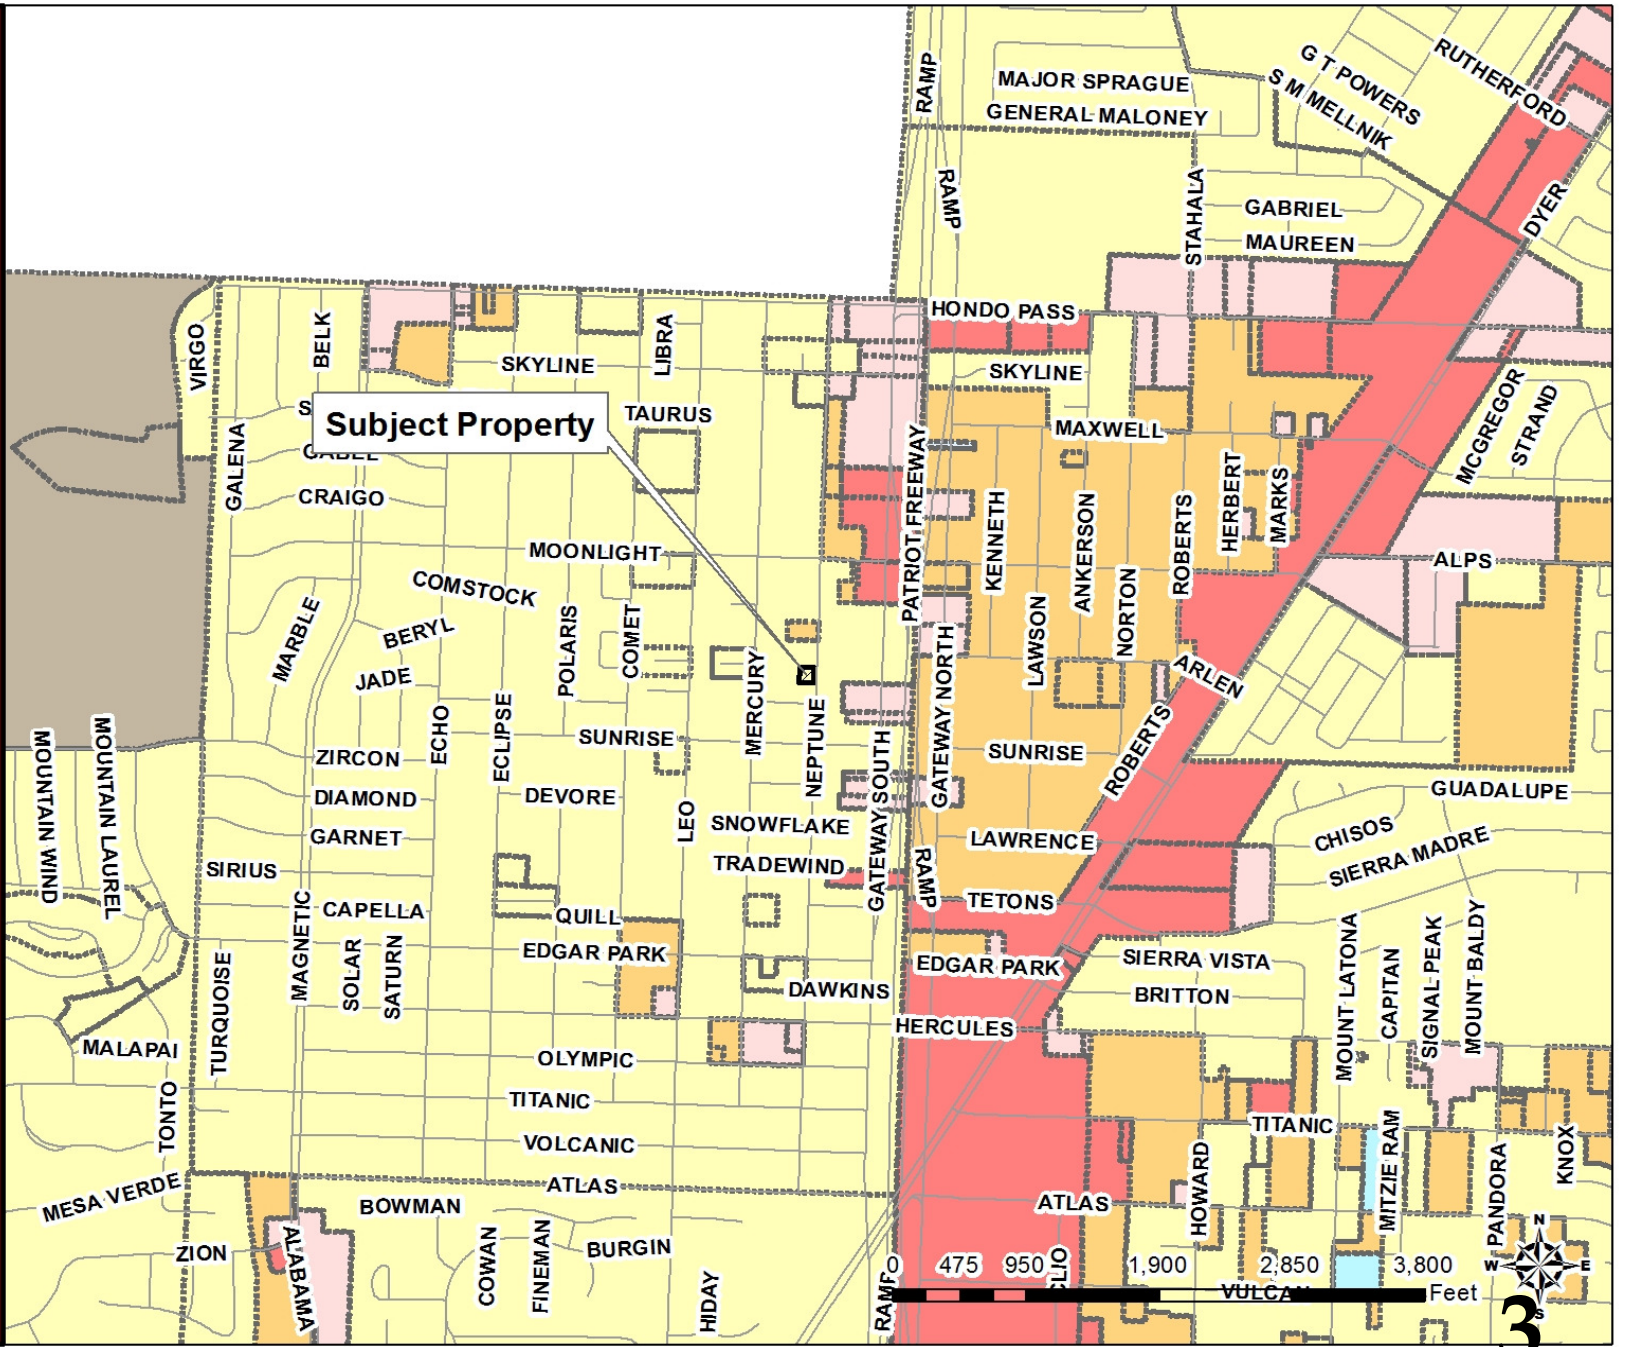 RAMP
MAJOR SPRAGUE
GENERAL MALONEY
G T POWERS
S M MELLNIK
RUTHERFORD
RAMP
STAHALA
GABRIEL
MAUREEN
DYER
HONDO PASS
VIRGO
BELK
SKYLINE
LIBRA
SKYLINE
TAURUS
S
Subject Property
MAXWELL
MCGREGOR
STRAND
GALENA
CRAIGO
PATRIOT FREEWAY
KENNETH
ANKERSON
ROBERTS
HERBERT
MARKS
MOONLIGHT
ALPS
COMSTOCK
MARBLE
BERYL
JADE
POLARIS
COMET
MERCURY
LAWSON
NORTON
ARLEN
GATEWAY NORTH
MOUNTAIN WIND
MOUNTAIN LAUREL
ECHO
ECLIPSE
SUNRISE
NEPTUNE
SUNRISE
ROBERTS
ZIRCON
DIAMOND
DEVORE
GATEWAY SOUTH
GUADALUPE
GARNET
LEO
SNOWFLAKE
LAWRENCE
CHISOS
SIERRA MADRE
SIRIUS
TRADEWIND
RAMP
TETONS
CAPELLA
QUILL
MAGNETIC
SOLAR
SATURN
EDGAR PARK
EDGAR PARK
SIERRA VISTA
MOUNT LATONA
CAPITAN
SIGNAL PEAK
MOUNT BALDY
TURQUOISE
DAWKINS
BRITTON
HERCULES
MALAPAI
OLYMPIC
TONTO
TITANIC
TITANIC
VOLCANIC
HOWARD
MITZIE RAM
PANDORA
KNOX
MESA VERDE
ATLAS
ATLAS
BOWMAN
ZION
ALABAMA
COWAN
FINEMAN
BURGIN
HIDAY
RAMP
CLIO
VULCAN
0 475 950 1,900 2,850 3,800
Feet
N
W E
S
3